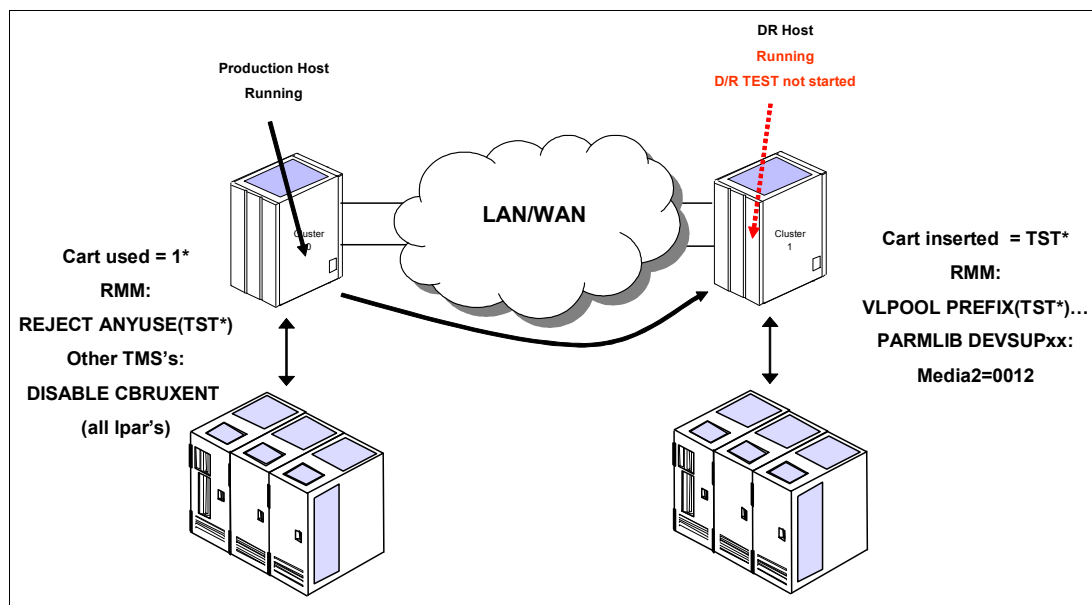 DR Host
Running
D/R TEST not started
Production Host
Running
LAN/WAN
Cluster
0
Cluster
1
Cart used = 1*
RMM:
REJECT ANYUSE(TST*)
Other TMS's:
DISABLE CBRUXENT
(all lpar's)
Cart inserted = TST*
RMM:
VLPOOL PREFIX(TST*)...
PARMLIB DEVSUPxx:
Media2=0012